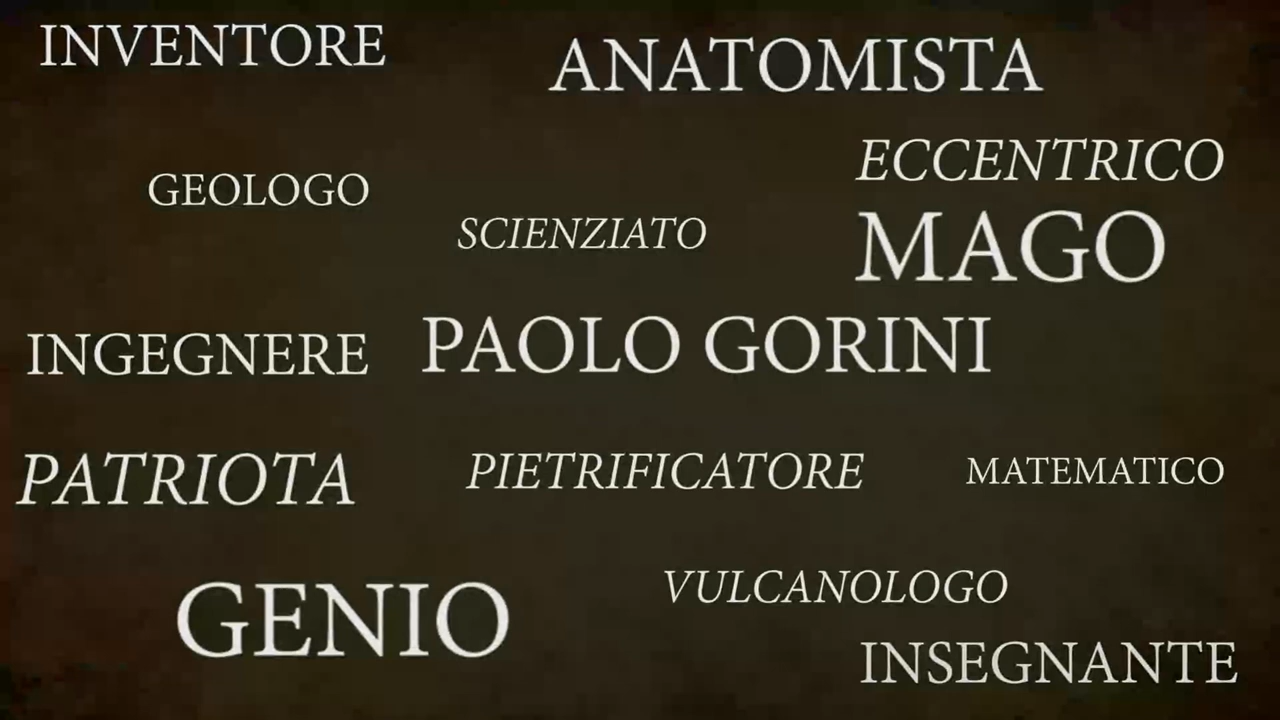 INVENTORE
ANATOMISTA
ECCENTRICO
GEOLOGO
SCIENZIATO
MAGO
INGEGNERE
PAOLO GORINI
PATRIOTA
PIETRIFICATORE
MATEMATICO
GENIO
VULCANOLOGO
INSEGNANTE